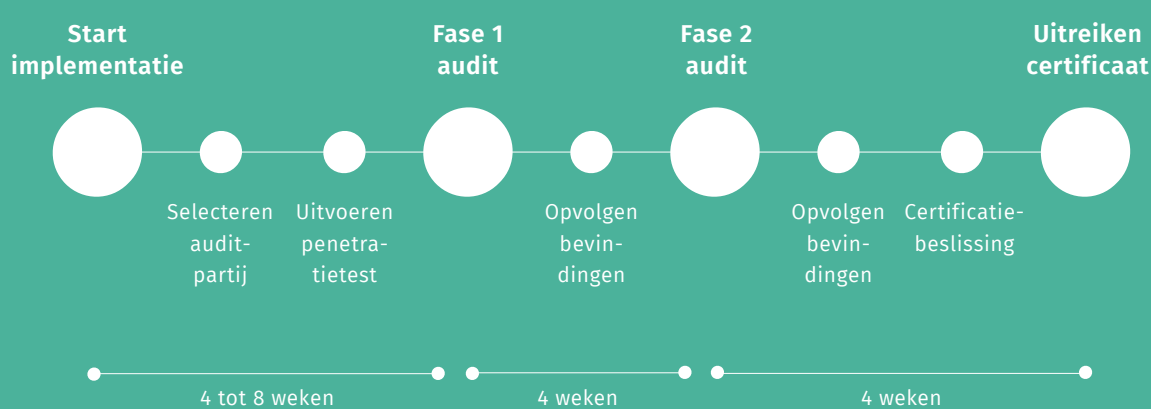 Start
implementatie
Fase 1
audit
Fase 2
audit
Uitreiken
certificaat
Selecteren
audit-
partij
Uitvoeren
penetra-
tietest
Opvolgen
bevin-
dingen
Opvolgen
bevin-
dingen
Certificatie-
beslissing
4 tot 8 weken
4 weken
4 weken